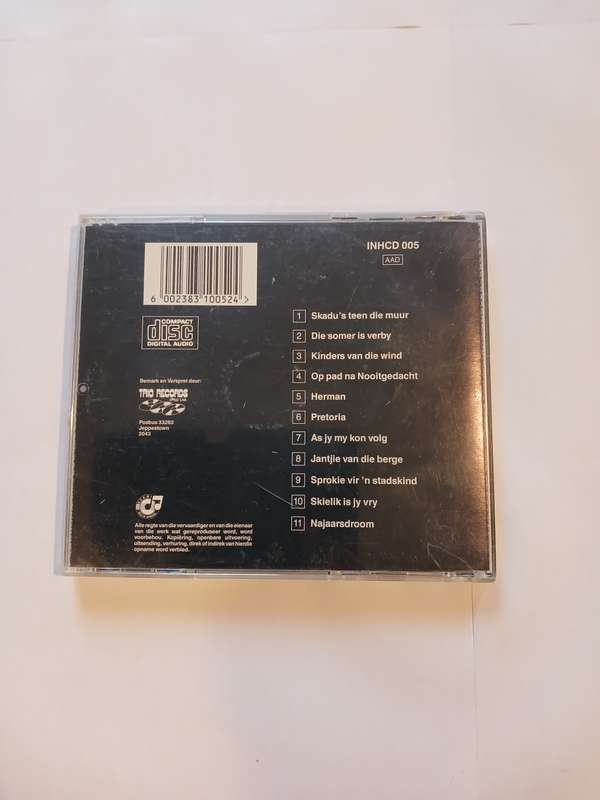 INHCD 005
AAD
6 002383 100524 >
COMPACT
disc
DIGITAL AUDIO
Bemark en Versprei deur:
TRIO RECORDS
(Pty) Ltd.
Posbus 33283
Jeppestown
2043
Alle regte van die vervaardiger en van die eienaar
van die werk wat gereproduseer word, word
voorbehou. Kopiëring, openbare uitvoering,
uitsending, verhuring, direk of indirek van hierdie
opname word verbied.
1 Skadu's teen die muur
2 Die somer is verby
3 Kinders van die wind
4 Op pad na Nooitgedacht
5 Herman
6 Pretoria
7 As jy my kon volg
8 Jantjie van die berge
9 Sprokie vir 'n stadskind
10 Skielik is jy vry
11 Najaarsdroom